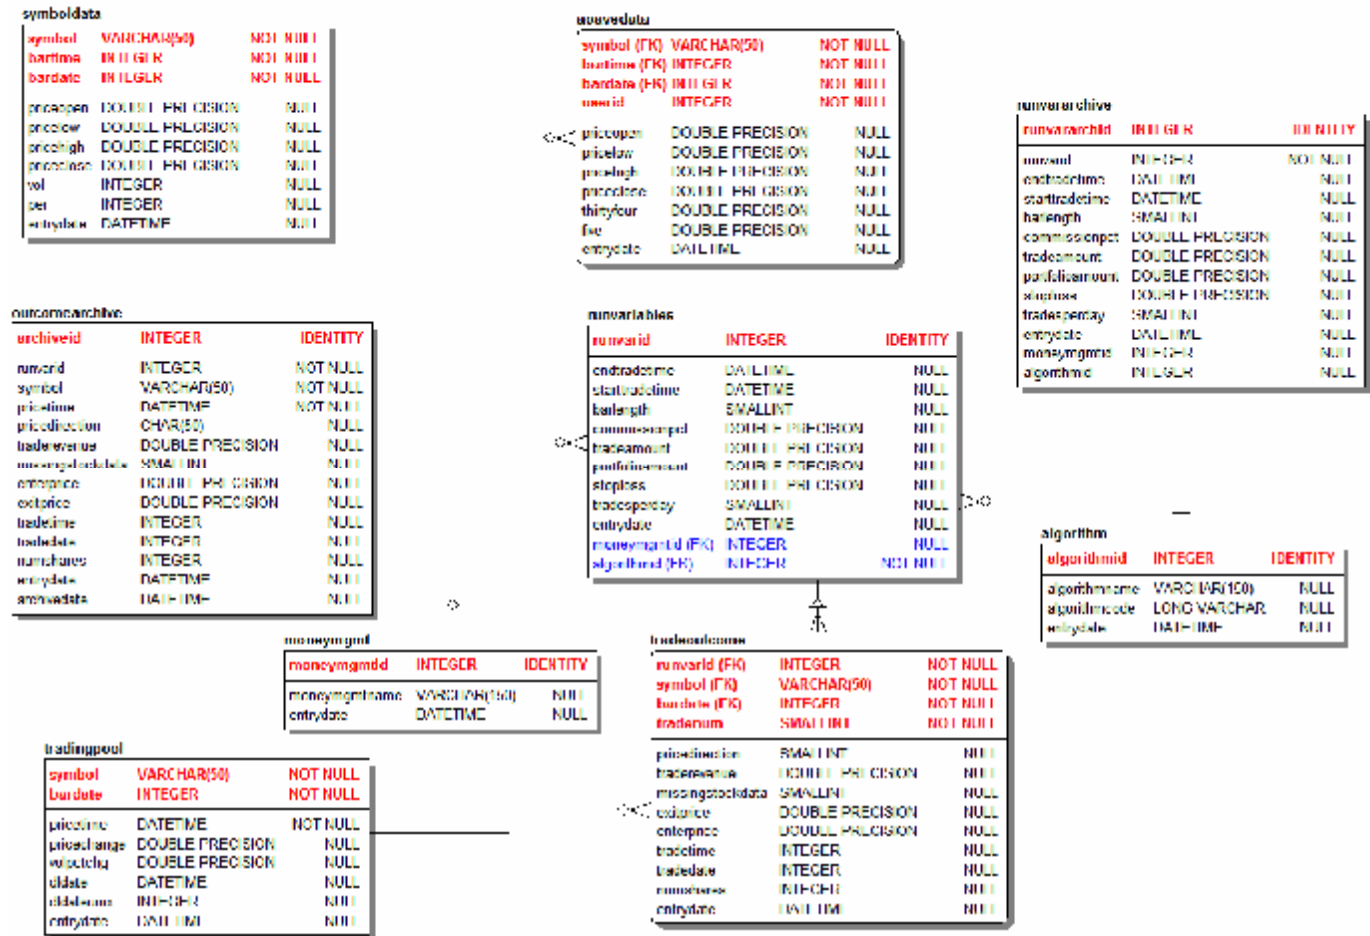 symboldata
symbol VARCHAR(50) NOT NULL
bartime INTEGER NOT NULL
bardate INTEGER NOT NULL
priceopen DOUBLE PRECISION NULL
pricelow DOUBLE PRECISION NULL
pricehigh DOUBLE PRECISION NULL
priceclose DOUBLE PRECISION NULL
vol INTEGER NULL
per INTEGER NULL
entrydate DATETIME NULL
symbol (FK) VARCHAR(50) NOT NULL
bartime (FK) INTEGER NOT NULL
bardate (FK) INTEGER NOT NULL
userid INTEGER NOT NULL
priceopen DOUBLE PRECISION NULL
pricelow DOUBLE PRECISION NULL
pricehigh DOUBLE PRECISION NULL
priceclose DOUBLE PRECISION NULL
thirtyfour DOUBLE PRECISION NULL
five DOUBLE PRECISION NULL
entrydate DATETIME NULL
runvararchive
runvararchid INTEGER IDENTITY
runvarid INTEGER NOT NULL
endtradetime DATETIME NULL
starttradetime DATETIME NULL
barlength SMALLINT NULL
commissionpct DOUBLE PRECISION NULL
tradeamount DOUBLE PRECISION NULL
portfolioamount DOUBLE PRECISION NULL
stoploss DOUBLE PRECISION NULL
tradesperday SMALLINT NULL
entrydate DATETIME NULL
moneymgmtid INTEGER NULL
algorithmid INTEGER NULL
outcomearchive
archiveid INTEGER IDENTITY
runvarid INTEGER NOT NULL
symbol VARCHAR(50) NOT NULL
pricetime DATETIME NOT NULL
pricedirection CHAR(50) NULL
traderevenue DOUBLE PRECISION NULL
missingstockdata SMALLINT NULL
enterprice DOUBLE PRECISION NULL
exitprice DOUBLE PRECISION NULL
tradetime INTEGER NULL
tradedate INTEGER NULL
numshares INTEGER NULL
entrydate DATETIME NULL
archivedate DATETIME NULL
runvariables
runvarid INTEGER IDENTITY
endtradetime DATETIME NULL
starttradetime DATETIME NULL
barlength SMALLINT NULL
commissionpct DOUBLE PRECISION NULL
tradeamount DOUBLE PRECISION NULL
portfolioamount DOUBLE PRECISION NULL
stoploss DOUBLE PRECISION NULL
tradesperday SMALLINT NULL
entrydate DATETIME NULL
moneymgmtid (FK) INTEGER NULL
algorithmid (FK) INTEGER NOT NULL
algorithm
algorithmid INTEGER IDENTITY
algorithmname VARCHAR(150) NULL
algorithmcode LONG VARCHAR NULL
entrydate DATETIME NULL
moneymgmt
moneymgmtid INTEGER IDENTITY
moneymgmtname VARCHAR(150) NULL
entrydate DATETIME NULL
tradeoutcome
runvarid (FK) INTEGER NOT NULL
symbol (FK) VARCHAR(50) NOT NULL
bardate (FK) INTEGER NOT NULL
tradenum SMALLINT NOT NULL
pricedirection SMALLINT NULL
traderevenue DOUBLE PRECISION NULL
missingstockdata SMALLINT NULL
exitprice DOUBLE PRECISION NULL
enterprice DOUBLE PRECISION NULL
tradetime INTEGER NULL
tradedate INTEGER NULL
numshares INTEGER NULL
entrydate DATETIME NULL
tradingpool
symbol VARCHAR(50) NOT NULL
bardate INTEGER NOT NULL
pricetime DATETIME NOT NULL
pricechange DOUBLE PRECISION NULL
volpctchg DOUBLE PRECISION NULL
dldate DATETIME NULL
INTEGER NULL
entrydate DATETIME NULL